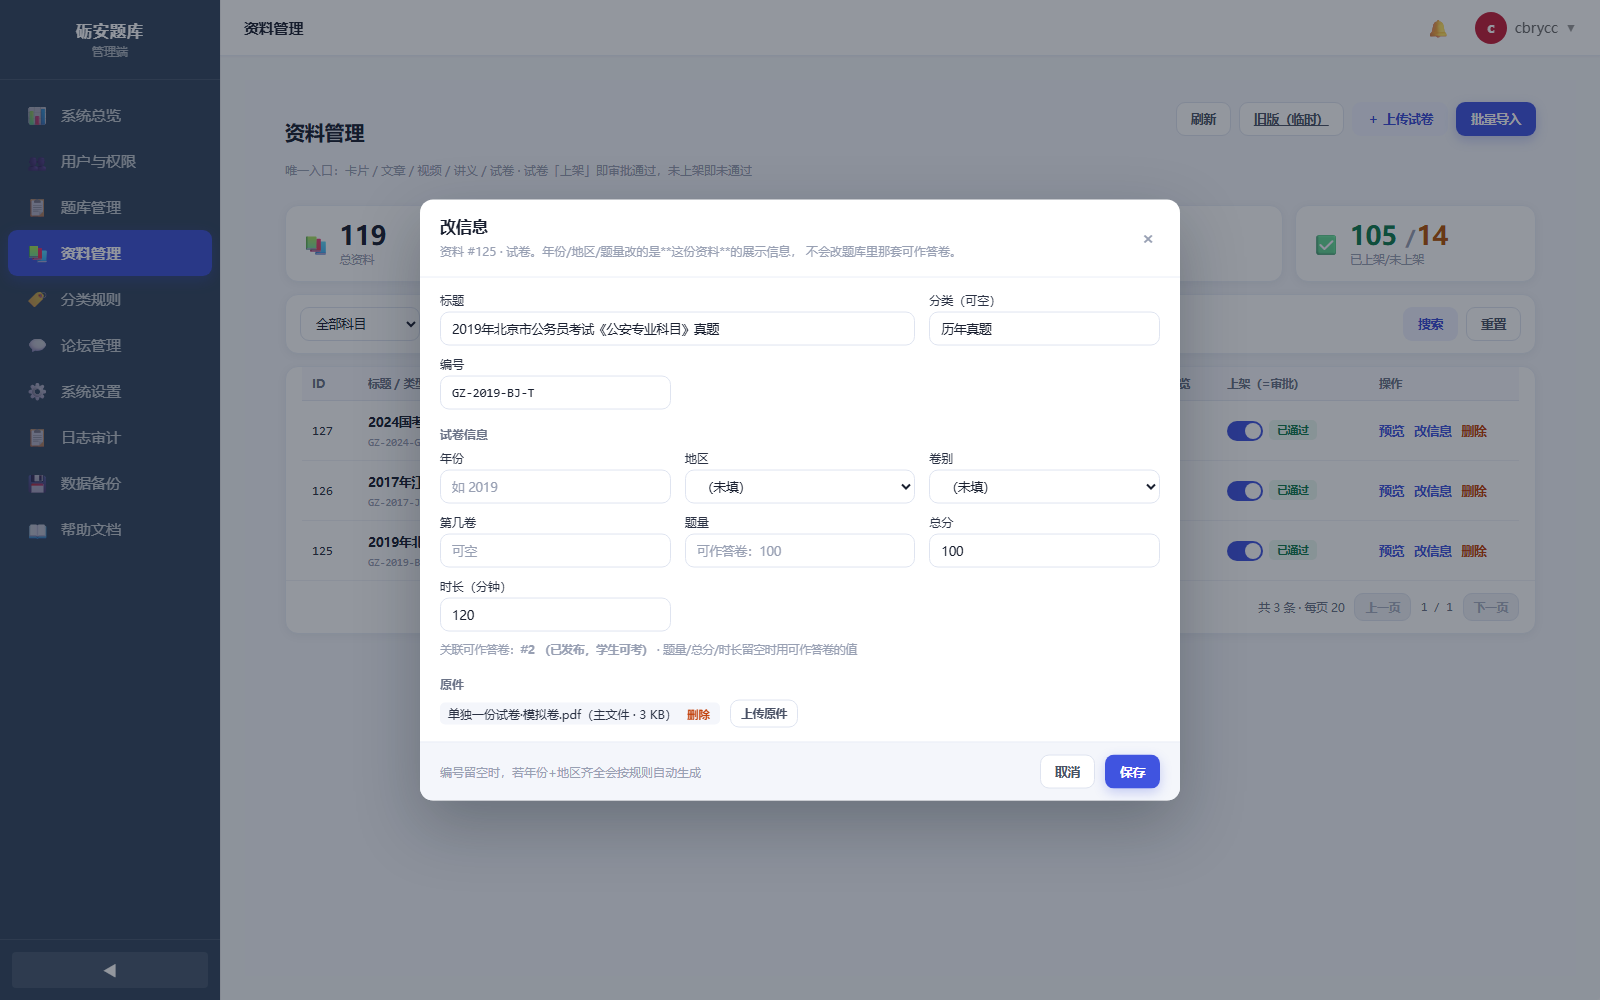 砺安题库
管理端
系统总览
用户与权限
题库管理
资料管理
分类规则
论坛管理
系统设置
日志审计
数据备份
帮助文档
资料管理
c
cbrycc
资料管理
刷新
旧版（临时）
+ 上传试卷
批量导入
唯一入口：卡片 / 文章 / 视频 / 讲义 / 试卷 · 试卷「上架」即审批通过，未上架即未通过
119
总资料
105 /14
已上架/未上架
全部科目
搜索
重置
ID
标题 / 类型
览
上架（=审批）
操作
127
2024国考
GZ-2024-G
已通过
预览 改信息 删除
126
2017年江
GZ-2017-J
已通过
预览 改信息 删除
125
2019年北
GZ-2019-B
已通过
预览 改信息 删除
共 3 条 · 每页 20
上一页
1 / 1
下一页
改信息
资料 #125 · 试卷。年份/地区/题量改的是**这份资料**的展示信息， 不会改题库里那套可作答卷。
×
标题
2019年北京市公务员考试《公安专业科目》真题
分类（可空）
历年真题
编号
GZ-2019-BJ-T
试卷信息
年份
如 2019
地区
（未填）
卷别
（未填）
第几卷
可空
题量
可作答卷：100
总分
100
时长（分钟）
120
关联可作答卷：#2 （已发布，学生可考） · 题量/总分/时长留空时用可作答卷的值
原件
单独一份试卷·模拟卷.pdf（主文件 · 3 KB） 删除
上传原件
编号留空时，若年份+地区齐全会按规则自动生成
取消
保存